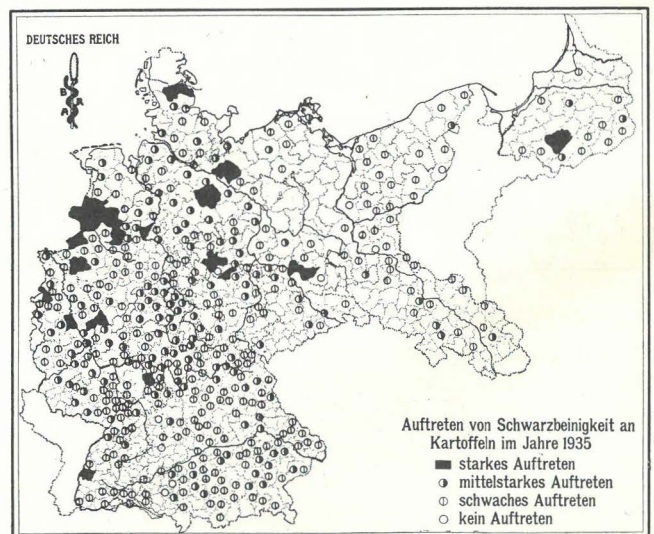 DEUTSCHES REICH
B
R
A
Auftreten von Schwarzbeinigkeit an
Kartoffeln im Jahre 1935
starkes Auftreten
mittelstarkes Auftreten
schwaches Auftreten
kein Auftreten